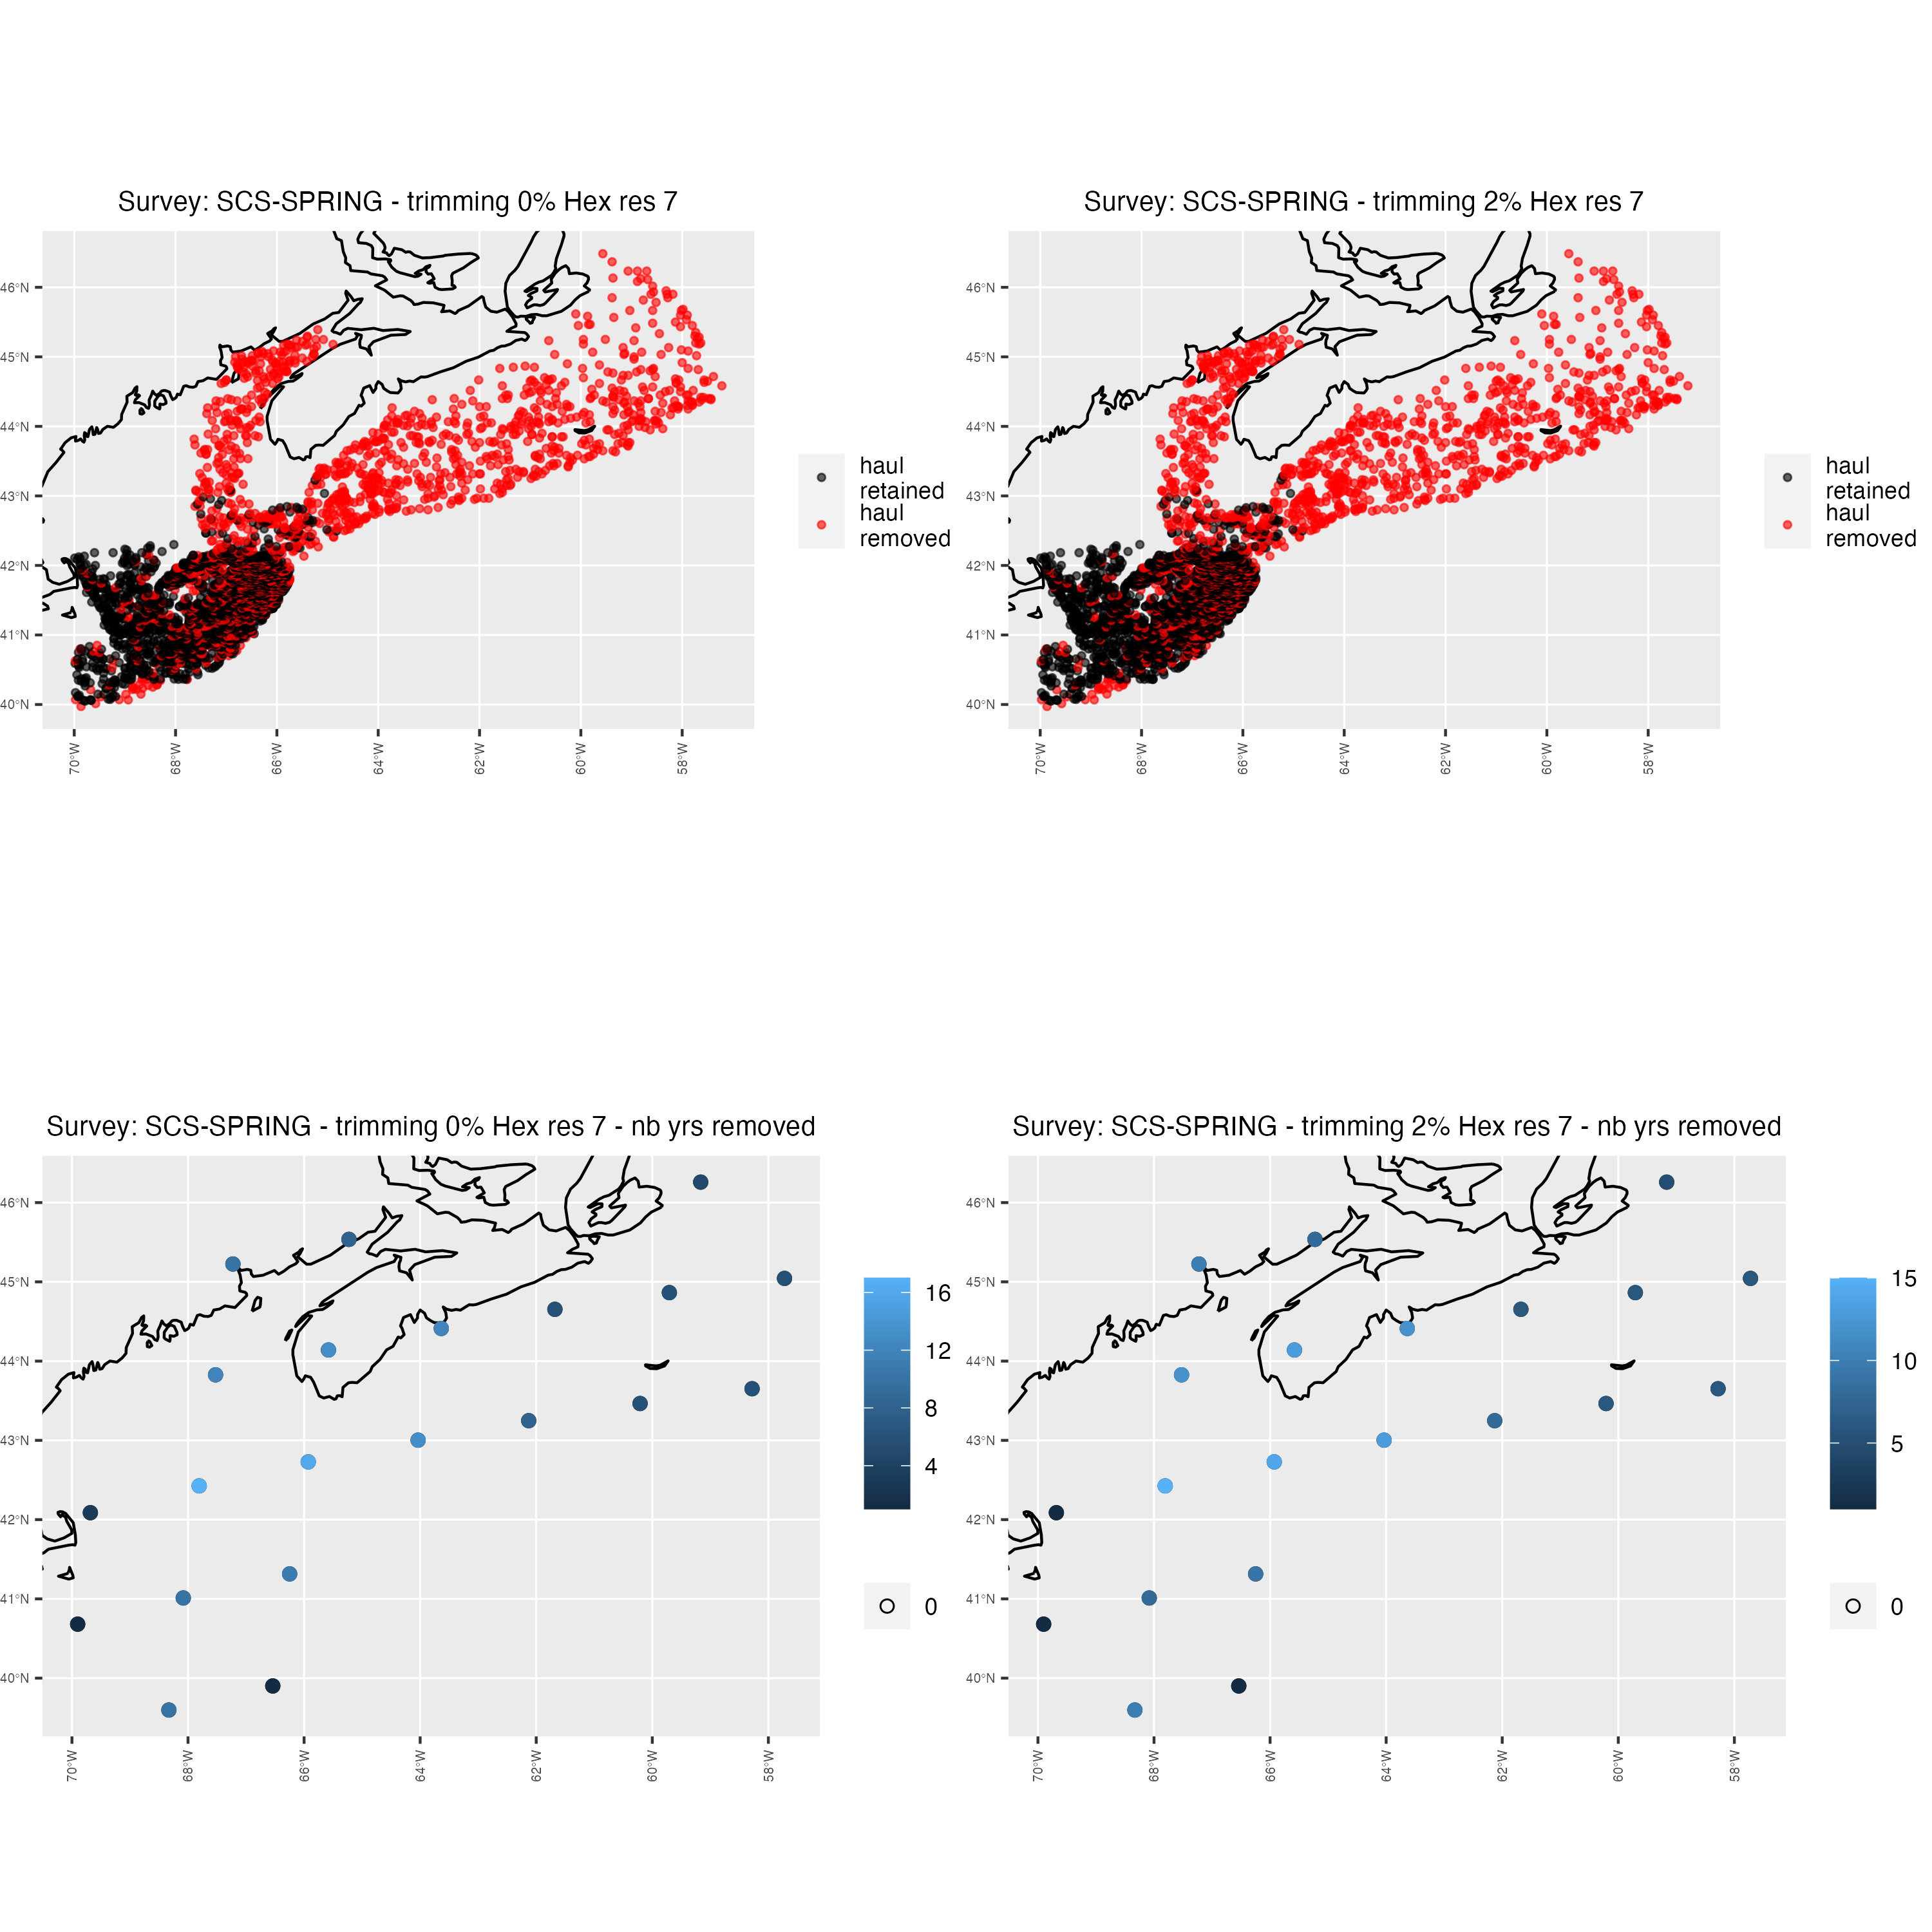 Survey: SCS-SPRING - trimming 0% Hex res 7
46°N
45°N
44°N
43°N
42°N
41°N
40°N
70°W
68°W
66°W
64°W
62°W
60°W
58°W
haul
retained
haul
removed
Survey: SCS-SPRING - trimming 2% Hex res 7
46°N
45°N
44°N
43°N
42°N
41°N
40°N
70°W
68°W
66°W
64°W
62°W
60°W
58°W
haul
retained
haul
removed
Survey: SCS-SPRING - trimming 0% Hex res 7 - nb yrs removed
46°N
45°N
44°N
43°N
42°N
41°N
40°N
70°W
68°W
66°W
64°W
62°W
60°W
58°W
16
12
8
4
0
Survey: SCS-SPRING - trimming 2% Hex res 7 - nb yrs removed
46°N
45°N
44°N
43°N
42°N
41°N
40°N
70°W
68°W
66°W
64°W
62°W
60°W
58°W
15
10
5
0